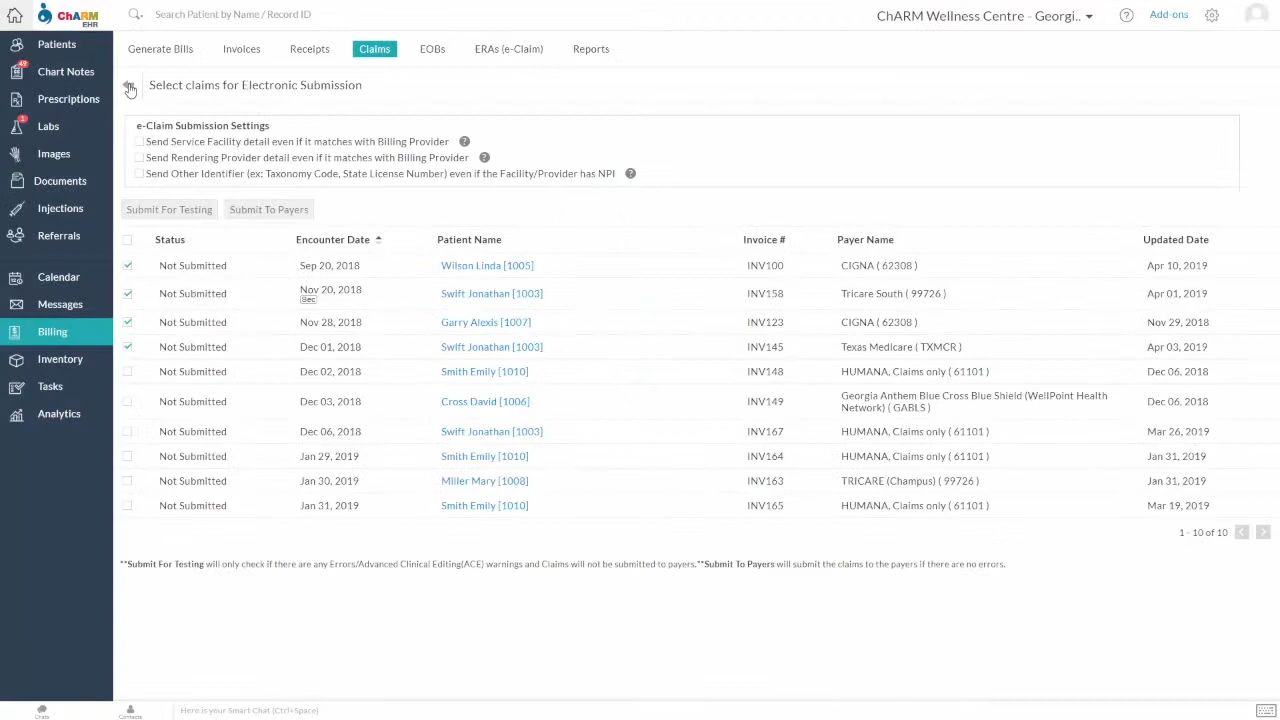 ChARM
EHR
Search Patient by Name / Record ID
ChARM Wellness Centre - Georgi..
Add-ons
Patients
49
Chart Notes
Prescriptions
1
Labs
Images
Documents
Injections
Referrals
Calendar
Messages
Billing
Inventory
Tasks
Analytics
Generate Bills Invoices Receipts Claims EOBs ERAs (e-Claim) Reports
Select claims for Electronic Submission
e-Claim Submission Settings
Send Service Facility detail even if it matches with Billing Provider ?
Send Rendering Provider detail even if it matches with Billing Provider ?
Send Other Identifier (ex: Taxonomy Code, State License Number) even if the Facility/Provider has NPI ?
Submit For Testing Submit To Payers
Status Encounter Date Patient Name Invoice # Payer Name Updated Date
Not Submitted Sep 20, 2018 Wilson Linda [1005] INV100 CIGNA ( 62308 ) Apr 10, 2019
Not Submitted Nov 20, 2018 Swift Jonathan [1003] INV158 Tricare South ( 99726 ) Apr 01, 2019
Sec
Not Submitted Nov 28, 2018 Garry Alexis [1007] INV123 CIGNA ( 62308 ) Nov 29, 2018
Not Submitted Dec 01, 2018 Swift Jonathan [1003] INV145 Texas Medicare ( TXMCR ) Apr 03, 2019
Not Submitted Dec 02, 2018 Smith Emily [1010] INV148 HUMANA, Claims only ( 61101 ) Dec 06, 2018
Not Submitted Dec 03, 2018 Cross David [1006] INV149 Georgia Anthem Blue Cross Blue Shield (WellPoint Health Dec 06, 2018
Network) ( GABLS )
Not Submitted Dec 06, 2018 Swift Jonathan [1003] INV167 HUMANA, Claims only ( 61101 ) Mar 26, 2019
Not Submitted Jan 29, 2019 Smith Emily [1010] INV164 HUMANA, Claims only ( 61101 ) Jan 31, 2019
Not Submitted Jan 30, 2019 Miller Mary [1008] INV163 TRICARE (Champus) ( 99726 ) Jan 31, 2019
Not Submitted Jan 31, 2019 Smith Emily [1010] INV165 HUMANA, Claims only ( 61101 ) Mar 19, 2019
1 - 10 of 10
**Submit For Testing will only check if there are any Errors/Advanced Clinical Editing(ACE) warnings and Claims will not be submitted to payers.**Submit To Payers will submit the claims to the payers if there are no errors.
Chats Contacts Here is your Smart Chat (Ctrl+Space)